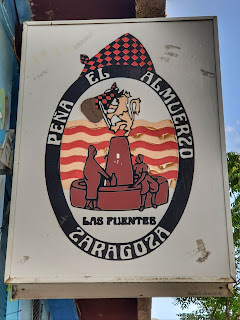 PEÑA EL ALMUERZO
LAS FUENTES
ZARAGOZA